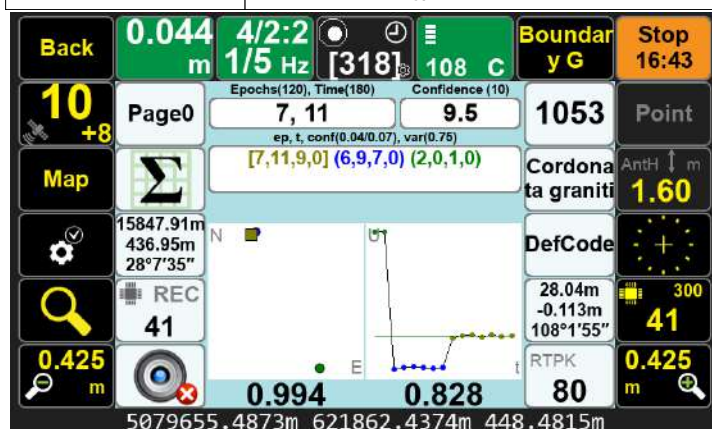 Back
0.044
m
4/2:2
1/5 Hz
[318]
108 C
Boundar
y G
Stop
16:43
10
+8
Page0
Epochs(120), Time(180)
Confidence (10)
7, 11
9.5
1053
Point
ep, t, conf(0.04/0.07), var(0.75)
[7,11,9,0] (6,9,7,0) (2,0,1,0)
Map
Σ
Cordona
ta graniti
AntH m
1.60
15847.91m
436.95m
28°7'35"
N
U
DefCode
REC
41
28.04m
-0.113m
108°1'55"
300
41
E
t
0.425
m
0.994
0.828
RTPK
80
0.425
m
5079655.4873m 621862.4374m 448.4815m